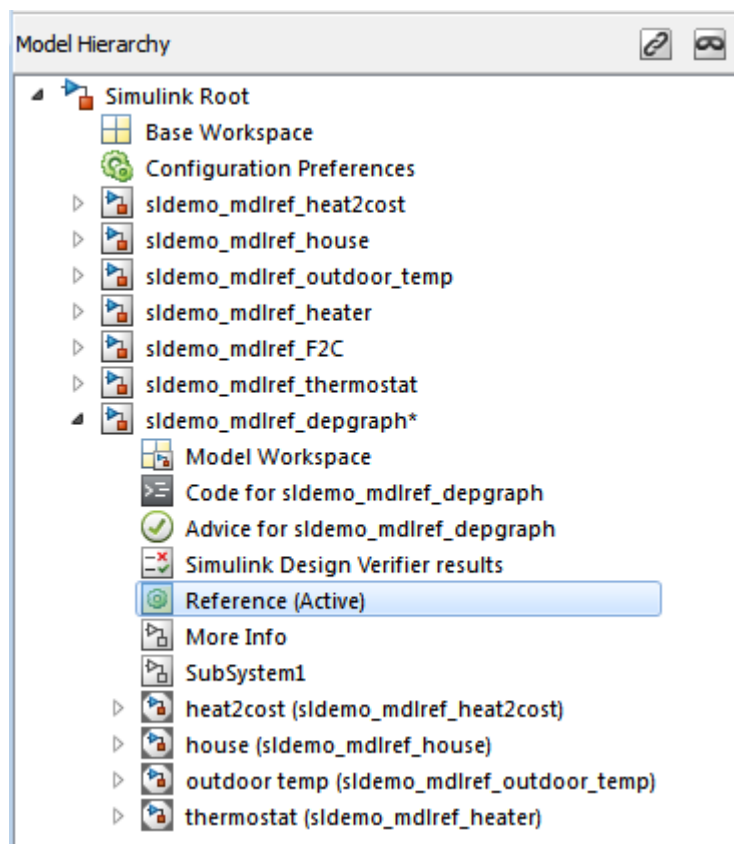 Model Hierarchy
Simulink Root
Base Workspace
Configuration Preferences
sldemo_mdlref_heat2cost
sldemo_mdlref_house
sldemo_mdlref_outdoor_temp
sldemo_mdlref_heater
sldemo_mdlref_F2C
sldemo_mdlref_thermostat
sldemo_mdlref_depgraph*
Model Workspace
Code for sldemo_mdlref_depgraph
Advice for sldemo_mdlref_depgraph
Simulink Design Verifier results
Reference (Active)
More Info
SubSystem1
heat2cost (sldemo_mdlref_heat2cost)
house (sldemo_mdlref_house)
outdoor temp (sldemo_mdlref_outdoor_temp)
thermostat (sldemo_mdlref_heater)